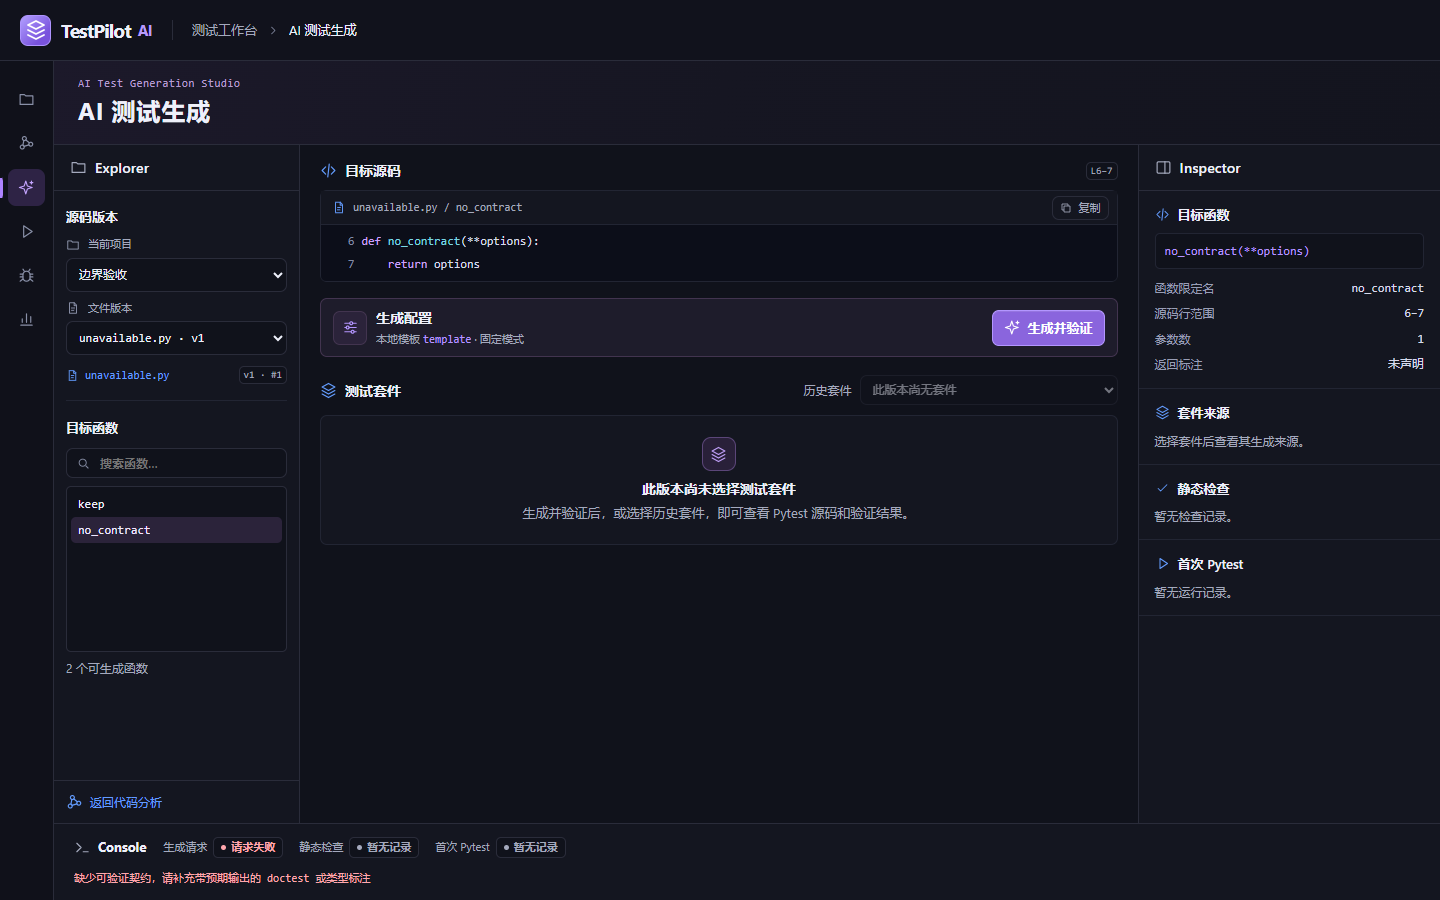 TestPilot AI
测试工作台 > AI 测试生成
AI Test Generation Studio
AI 测试生成
Explorer
源码版本
当前项目
边界验收
文件版本
unavailable.py · v1
unavailable.py
v1 · #1
目标函数
搜索函数...
keep
no_contract
2 个可生成函数
返回代码分析
目标源码
L6–7
unavailable.py / no_contract
复制
6 def no_contract(**options):
7     return options
生成配置
本地模板 template · 固定模式
生成并验证
测试套件
历史套件
此版本尚无套件
此版本尚未选择测试套件
生成并验证后，或选择历史套件，即可查看 Pytest 源码和验证结果。
Inspector
目标函数
no_contract(**options)
函数限定名 no_contract
源码行范围 6–7
参数数 1
返回标注 未声明
套件来源
选择套件后查看其生成来源。
静态检查
暂无检查记录。
首次 Pytest
暂无运行记录。
Console
生成请求 请求失败
静态检查 暂无记录
首次 Pytest 暂无记录
缺少可验证契约，请补充带预期输出的 doctest 或类型标注